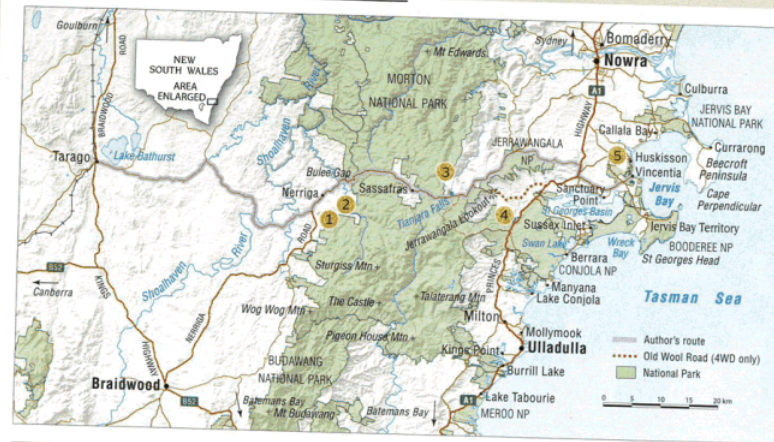 Goulburn
BRAIDWOOD ROAD
NEW
SOUTH WALES
AREA
ENLARGED
River
Mt Edwards
Sydney
Bomaderry
Nowra
MORTON
NATIONAL PARK
A1
Culburra
JERVIS BAY
NATIONAL PARK
Shoalhaven
HIGHWAY
Callala Bay
Currarong
JERRAWANGALA
NP
Tarago
Lake Bathurst
Bulee Gap
3
5
Huskisson
Vincentia
Beecroft
Peninsula
Nerriga
Sassafras
Tianjara Falls
Sanctuary
Point
Jervis
Bay
Cape
Perpendicular
1
2
Jerrawangala Lookout
4
St Georges Basin
Sussex Inlet
Jervis Bay Territory
BOODEREE NP
River
ROAD
Swan Lake
Wreck
Bay
St Georges Head
Sturgiss Mtn
Berrara
CONJOLA NP
B52
Canberra
KINGS
Shoalhaven
PRINCES
Manyana
Lake Conjola
Tasman Sea
Wog Wog Mtn
The Castle
Talaterang Mtn
Milton
NERRIGA
Pigeon House Mtn
Mollymook
Ulladulla
Author's route
Old Wool Road (4WD only)
National Park
HIGHWAY
BUDAWANG
NATIONAL PARK
Kings Point
Burrill Lake
Braidwood
B52
Batemans Bay
Mt Budawang
Batemans Bay
A1
Lake Tabourie
MEROO NP
0 5 10 15 20 km